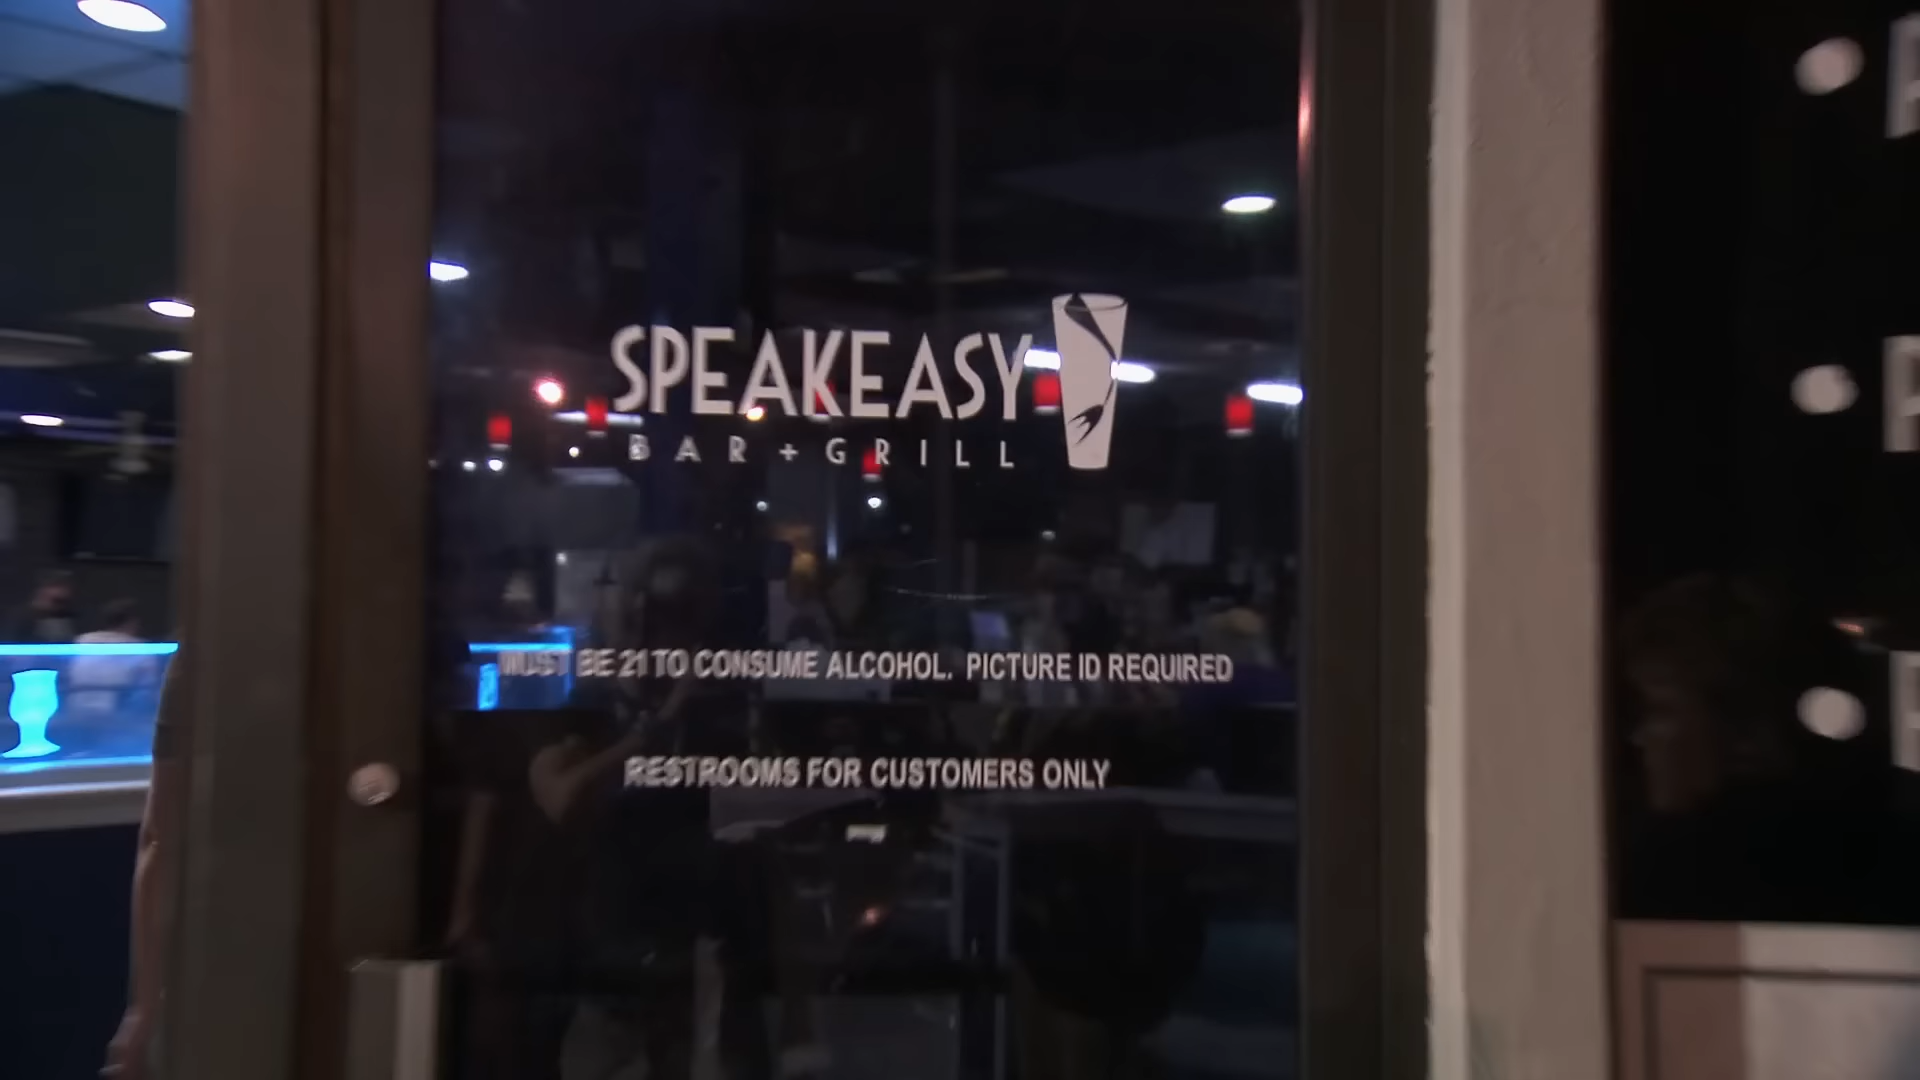 SPEAKEASY
BAR + GRILL
MUST BE 21 TO CONSUME ALCOHOL. PICTURE ID REQUIRED
RESTROOMS FOR CUSTOMERS ONLY